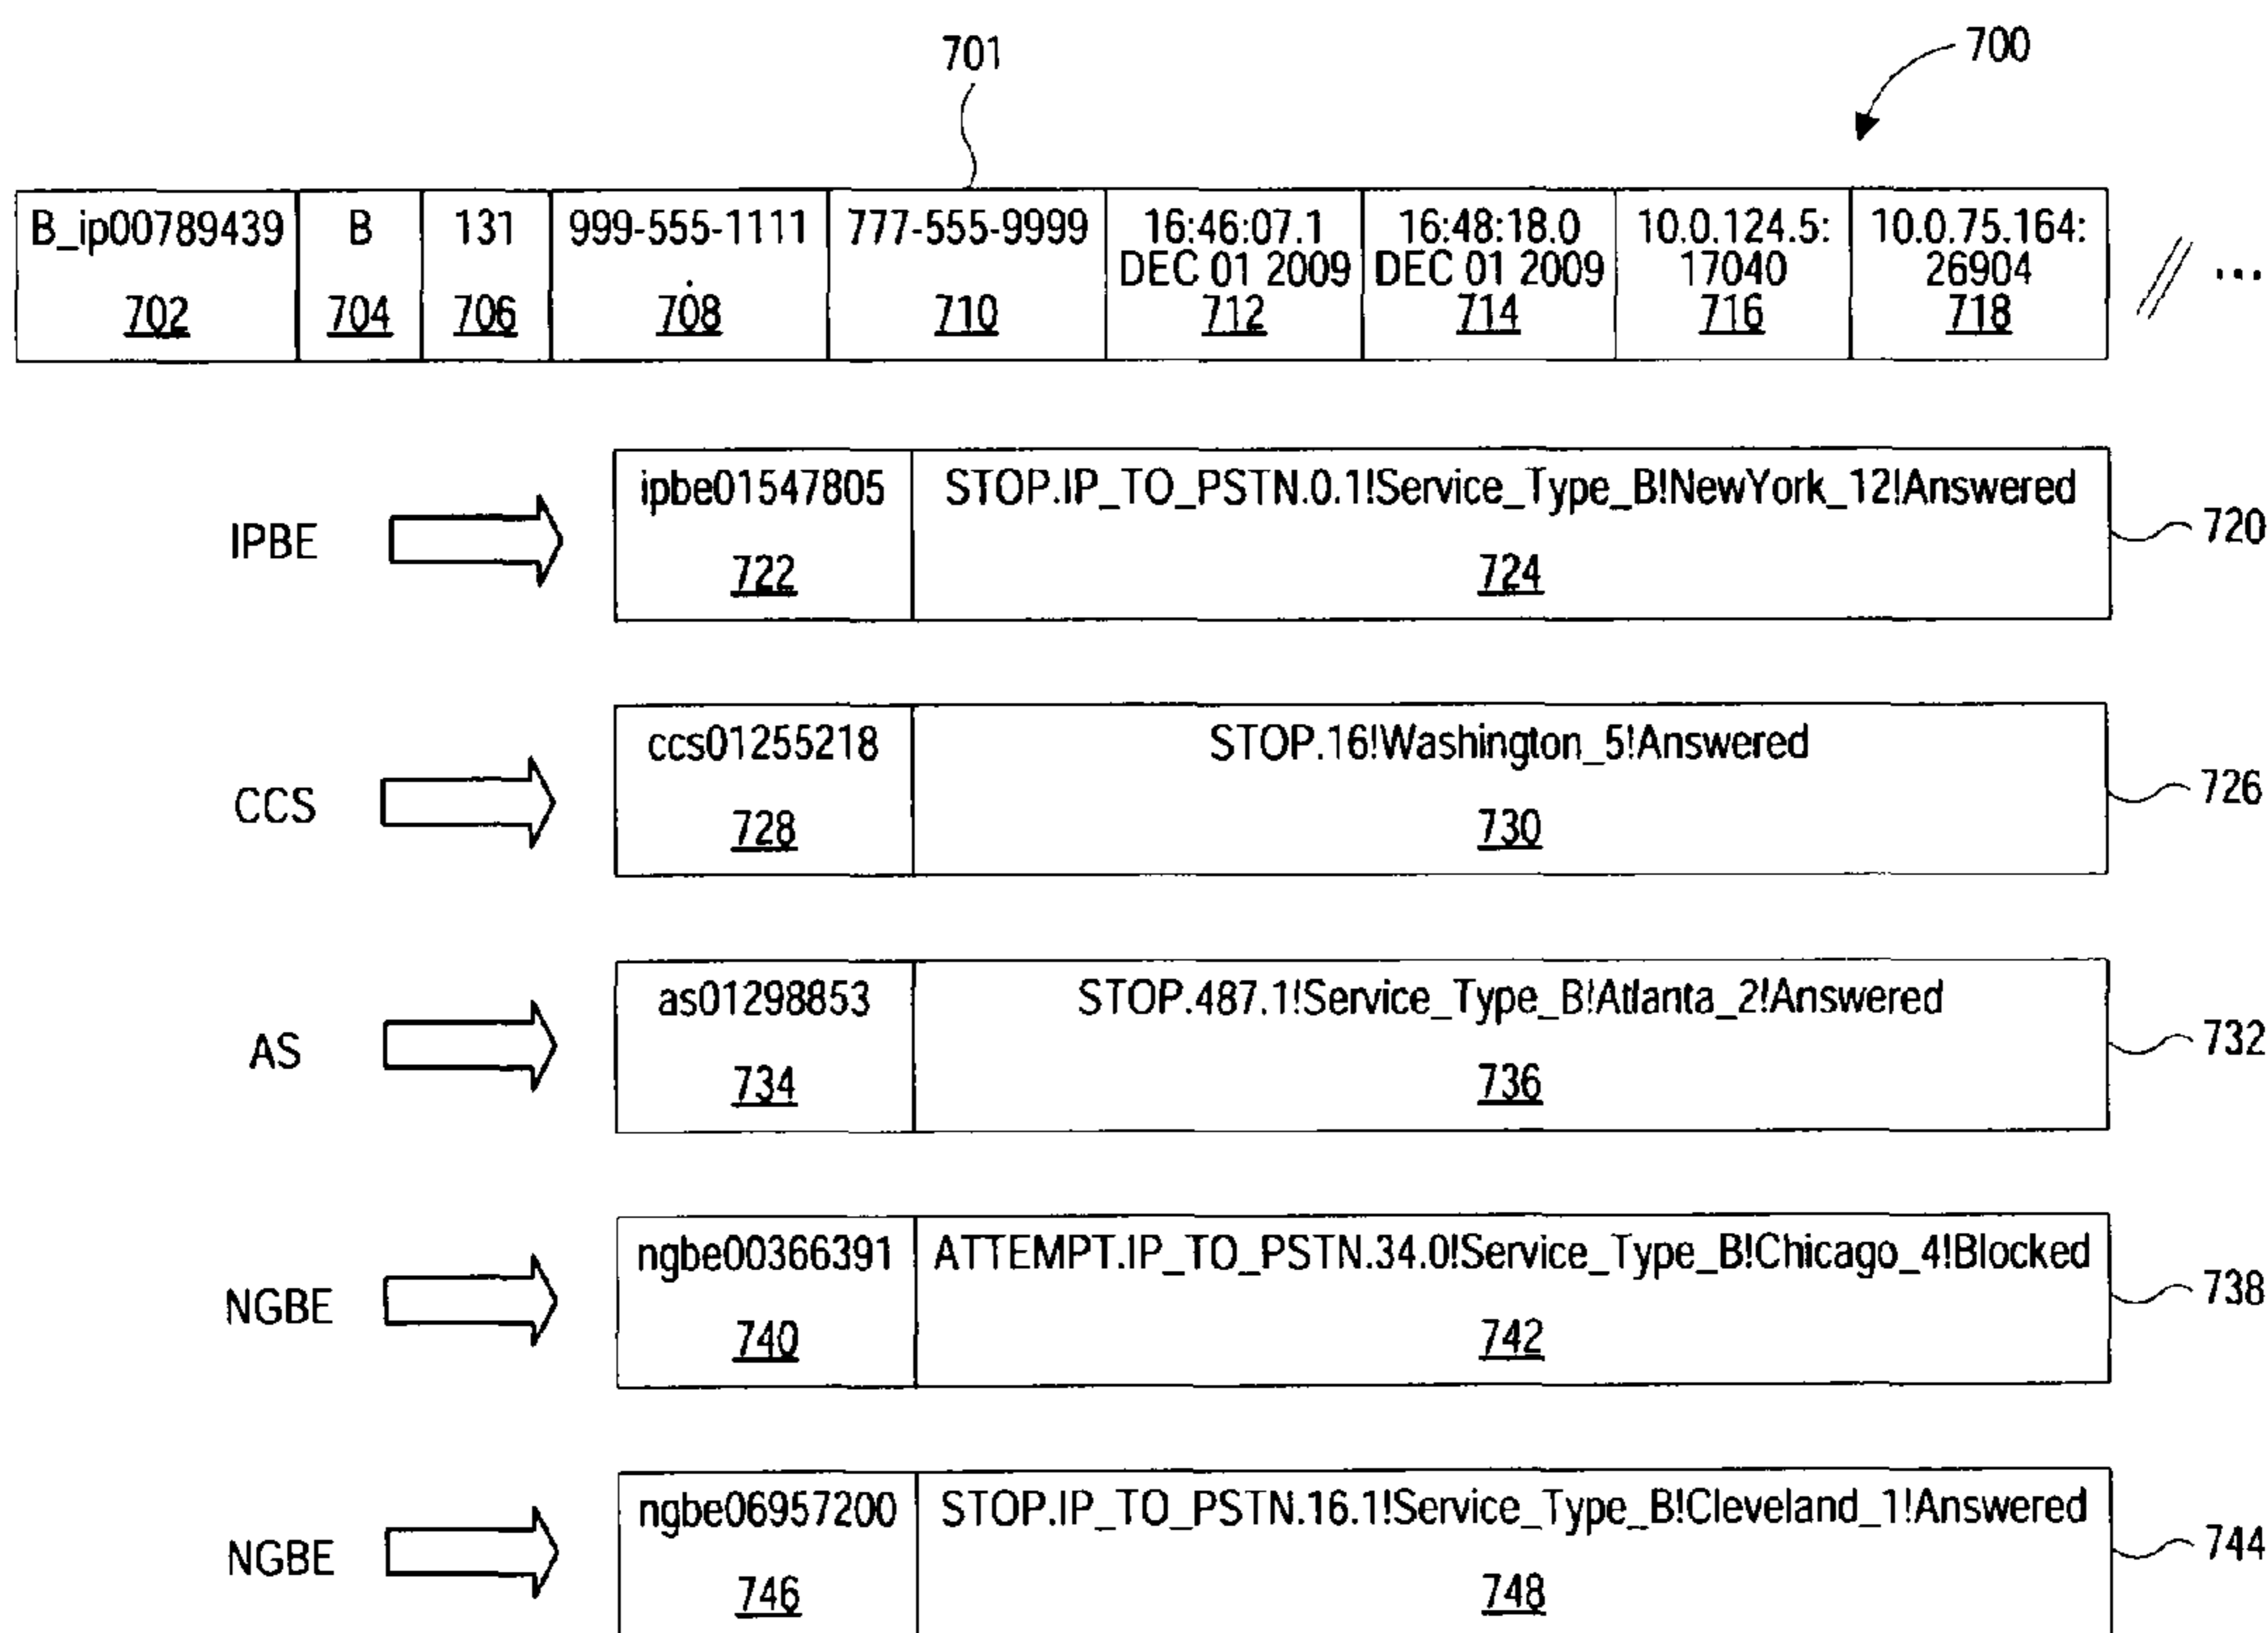 701
700
B_ip00789439
702
B
704
131
706
999-555-1111
708
777-555-9999
710
16:46:07.1
DEC 01 2009
712
16:48:18.0
DEC 01 2009
714
10.0.124.5:
17040
716
10.0.75.164:
26904
718
...
IPBE
ipbe01547805
722
STOP.IP_TO_PSTN.0.1!Service_Type_B!NewYork_12!Answered
724
720
CCS
ccs01255218
728
STOP.16!Washington_5!Answered
730
726
AS
as01298853
734
STOP.487.1!Service_Type_B!Atlanta_2!Answered
736
732
NGBE
ngbe00366391
740
ATTEMPT.IP_TO_PSTN.34.0!Service_Type_B!Chicago_4!Blocked
742
738
NGBE
ngbe06957200
746
STOP.IP_TO_PSTN.16.1!Service_Type_B!Cleveland_1!Answered
748
744